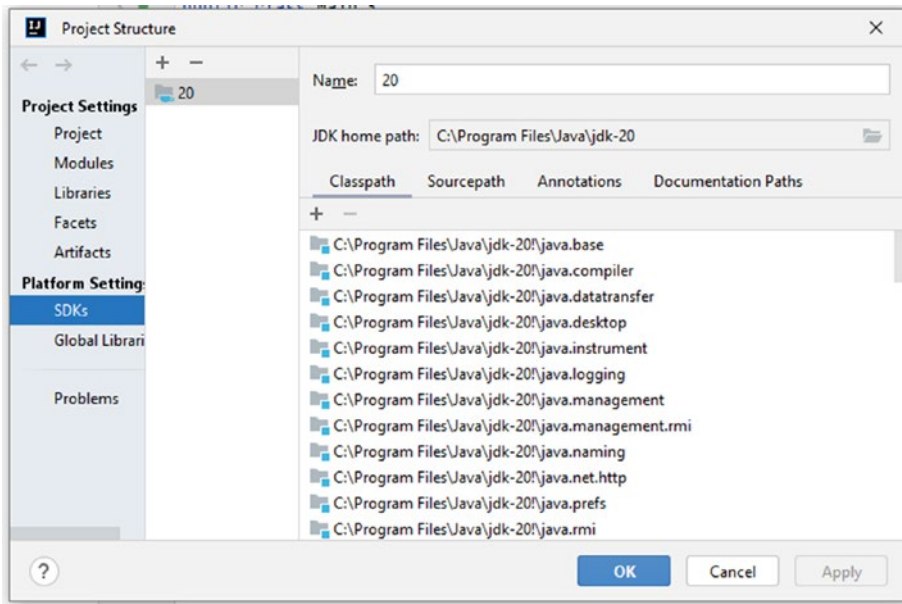 Project Structure
Project Settings
Project
Modules
Libraries
Facets
Artifacts
Platform Setting
SDKs
Global Librari
Problems
20
Name: 20
JDK home path: C:\Program Files\Java\jdk-20
Classpath Sourcepath Annotations Documentation Paths
C:\Program Files\Java\jdk-20!\java.base
C:\Program Files\Java\jdk-20!\java.compiler
C:\Program Files\Java\jdk-20!\java.datatransfer
C:\Program Files\Java\jdk-20!\java.desktop
C:\Program Files\Java\jdk-20!\java.instrument
C:\Program Files\Java\jdk-20!\java.logging
C:\Program Files\Java\jdk-20!\java.management
C:\Program Files\Java\jdk-20!\java.management.rmi
C:\Program Files\Java\jdk-20!\java.naming
C:\Program Files\Java\jdk-20!\java.net.http
C:\Program Files\Java\jdk-20!\java.prefs
C:\Program Files\Java\jdk-20!\java.rmi
? OK Cancel Apply